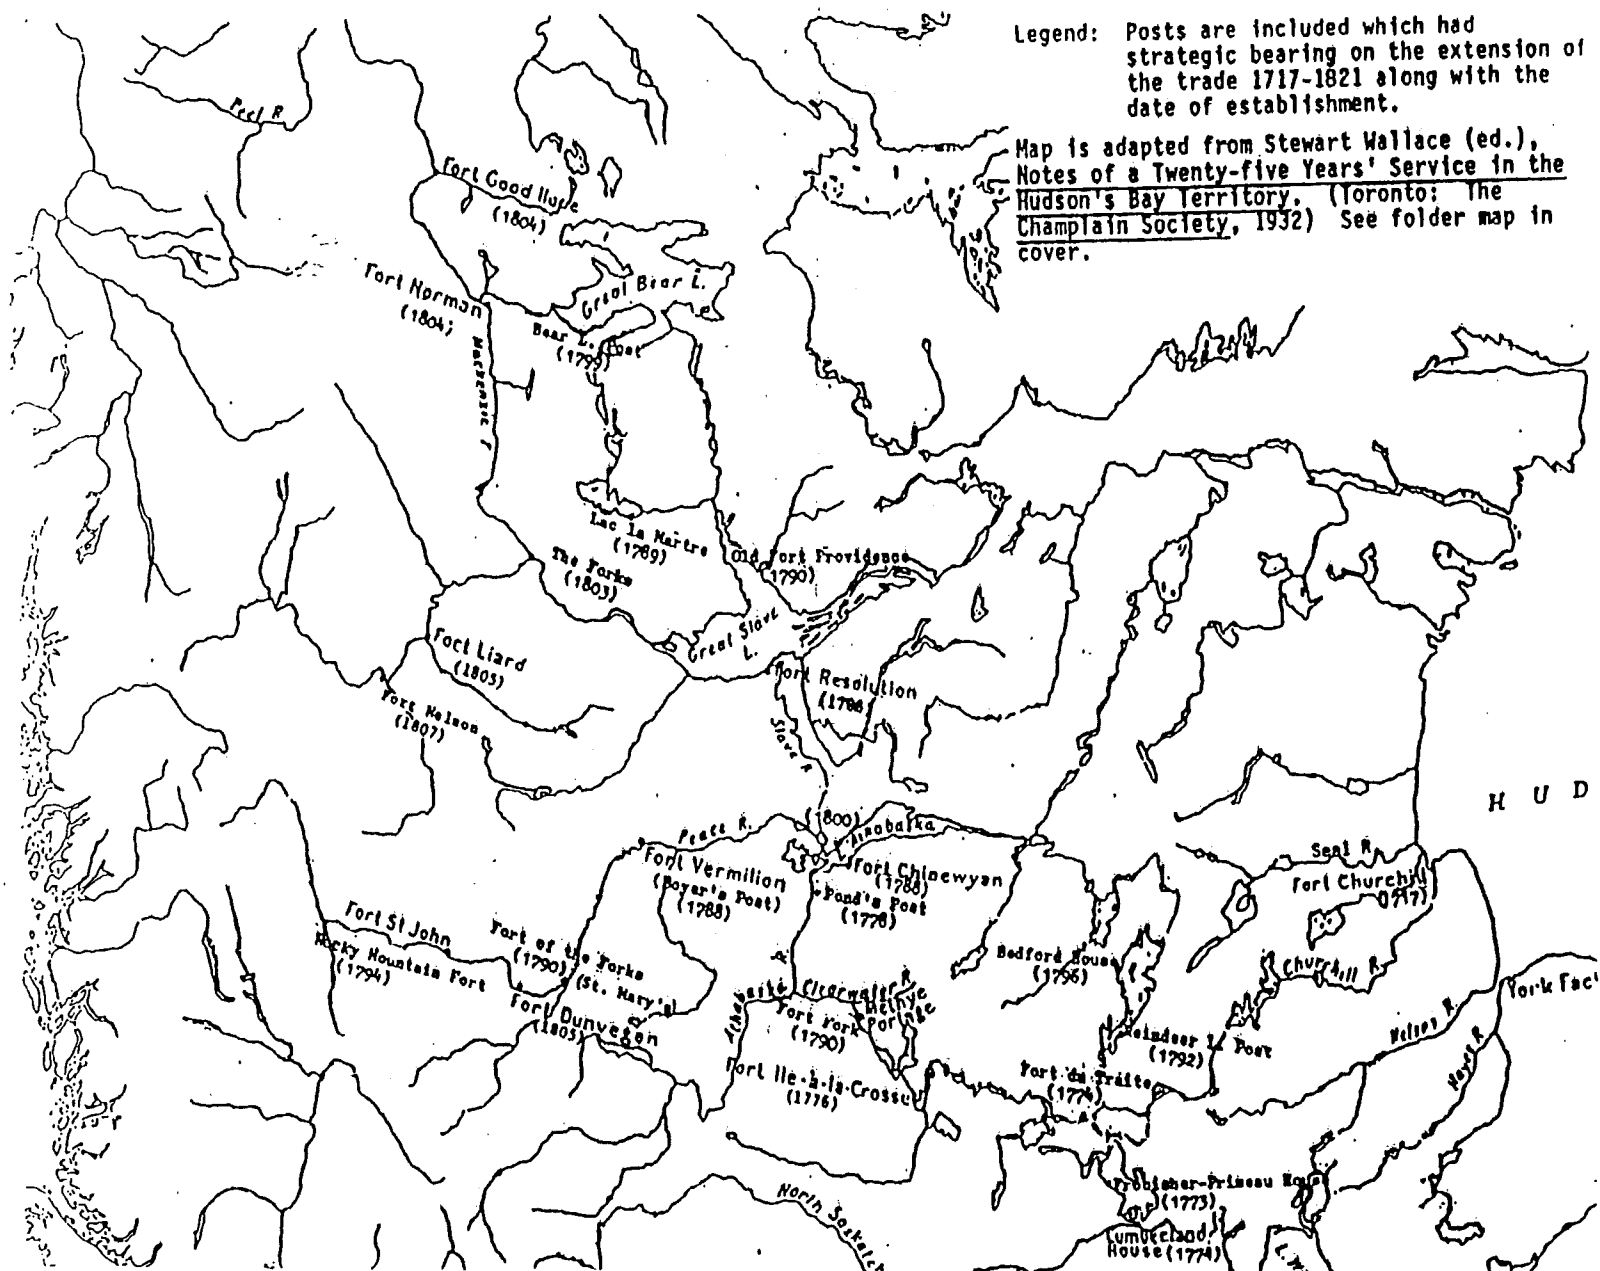 Legend: Posts are included which had
strategic bearing on the extension of
the trade 1717-1821 along with the
date of establishment.
Map is adapted from Stewart Wallace (ed.),
Notes of a Twenty-five Years' Service in the
Hudson's Bay Territory. (Toronto: The
Champlain Society, 1932) See folder map in
cover.
Peel R
Fort Good Hope
(1804)
Fort Norman
(1804)
Great Bear L.
Bear L. Post
(1799)
Mackenzie
Lac la Martre
(1789)
Old Fort Providence
(1790)
The Forks
(1803)
Great Slave
L.
Fort Liard
(1805)
Fort Resolution
(1786)
Fort Nelson
(1807)
Slave R
H U D
(1800)
Peace R.
Athabaska
Fort Vermilion
(Boyer's Post)
(1788)
Fort Chipewyan
(1788)
Pond's Post
(1778)
Seal R.
Fort Churchill
(1717)
Fort St John
Rocky Mountain Fort
(1794)
Fort of the Forks
(1790) (St. Mary's)
Fort Dunvegan
(1805)
Bedford House
(1796)
Churchill R.
Athabaska R
Clearwater R
Methye
Portage
Fort Fork
(1790)
York Fac
Nelson R.
Hayes R
Reindeer L. Post
(1792)
Fort Ile-à-la-Crosse
(1776)
Fort du Traite
(1774)
North Saskatch
Frobisher-Primeau House
(1773)
Cumberland
House (1774)